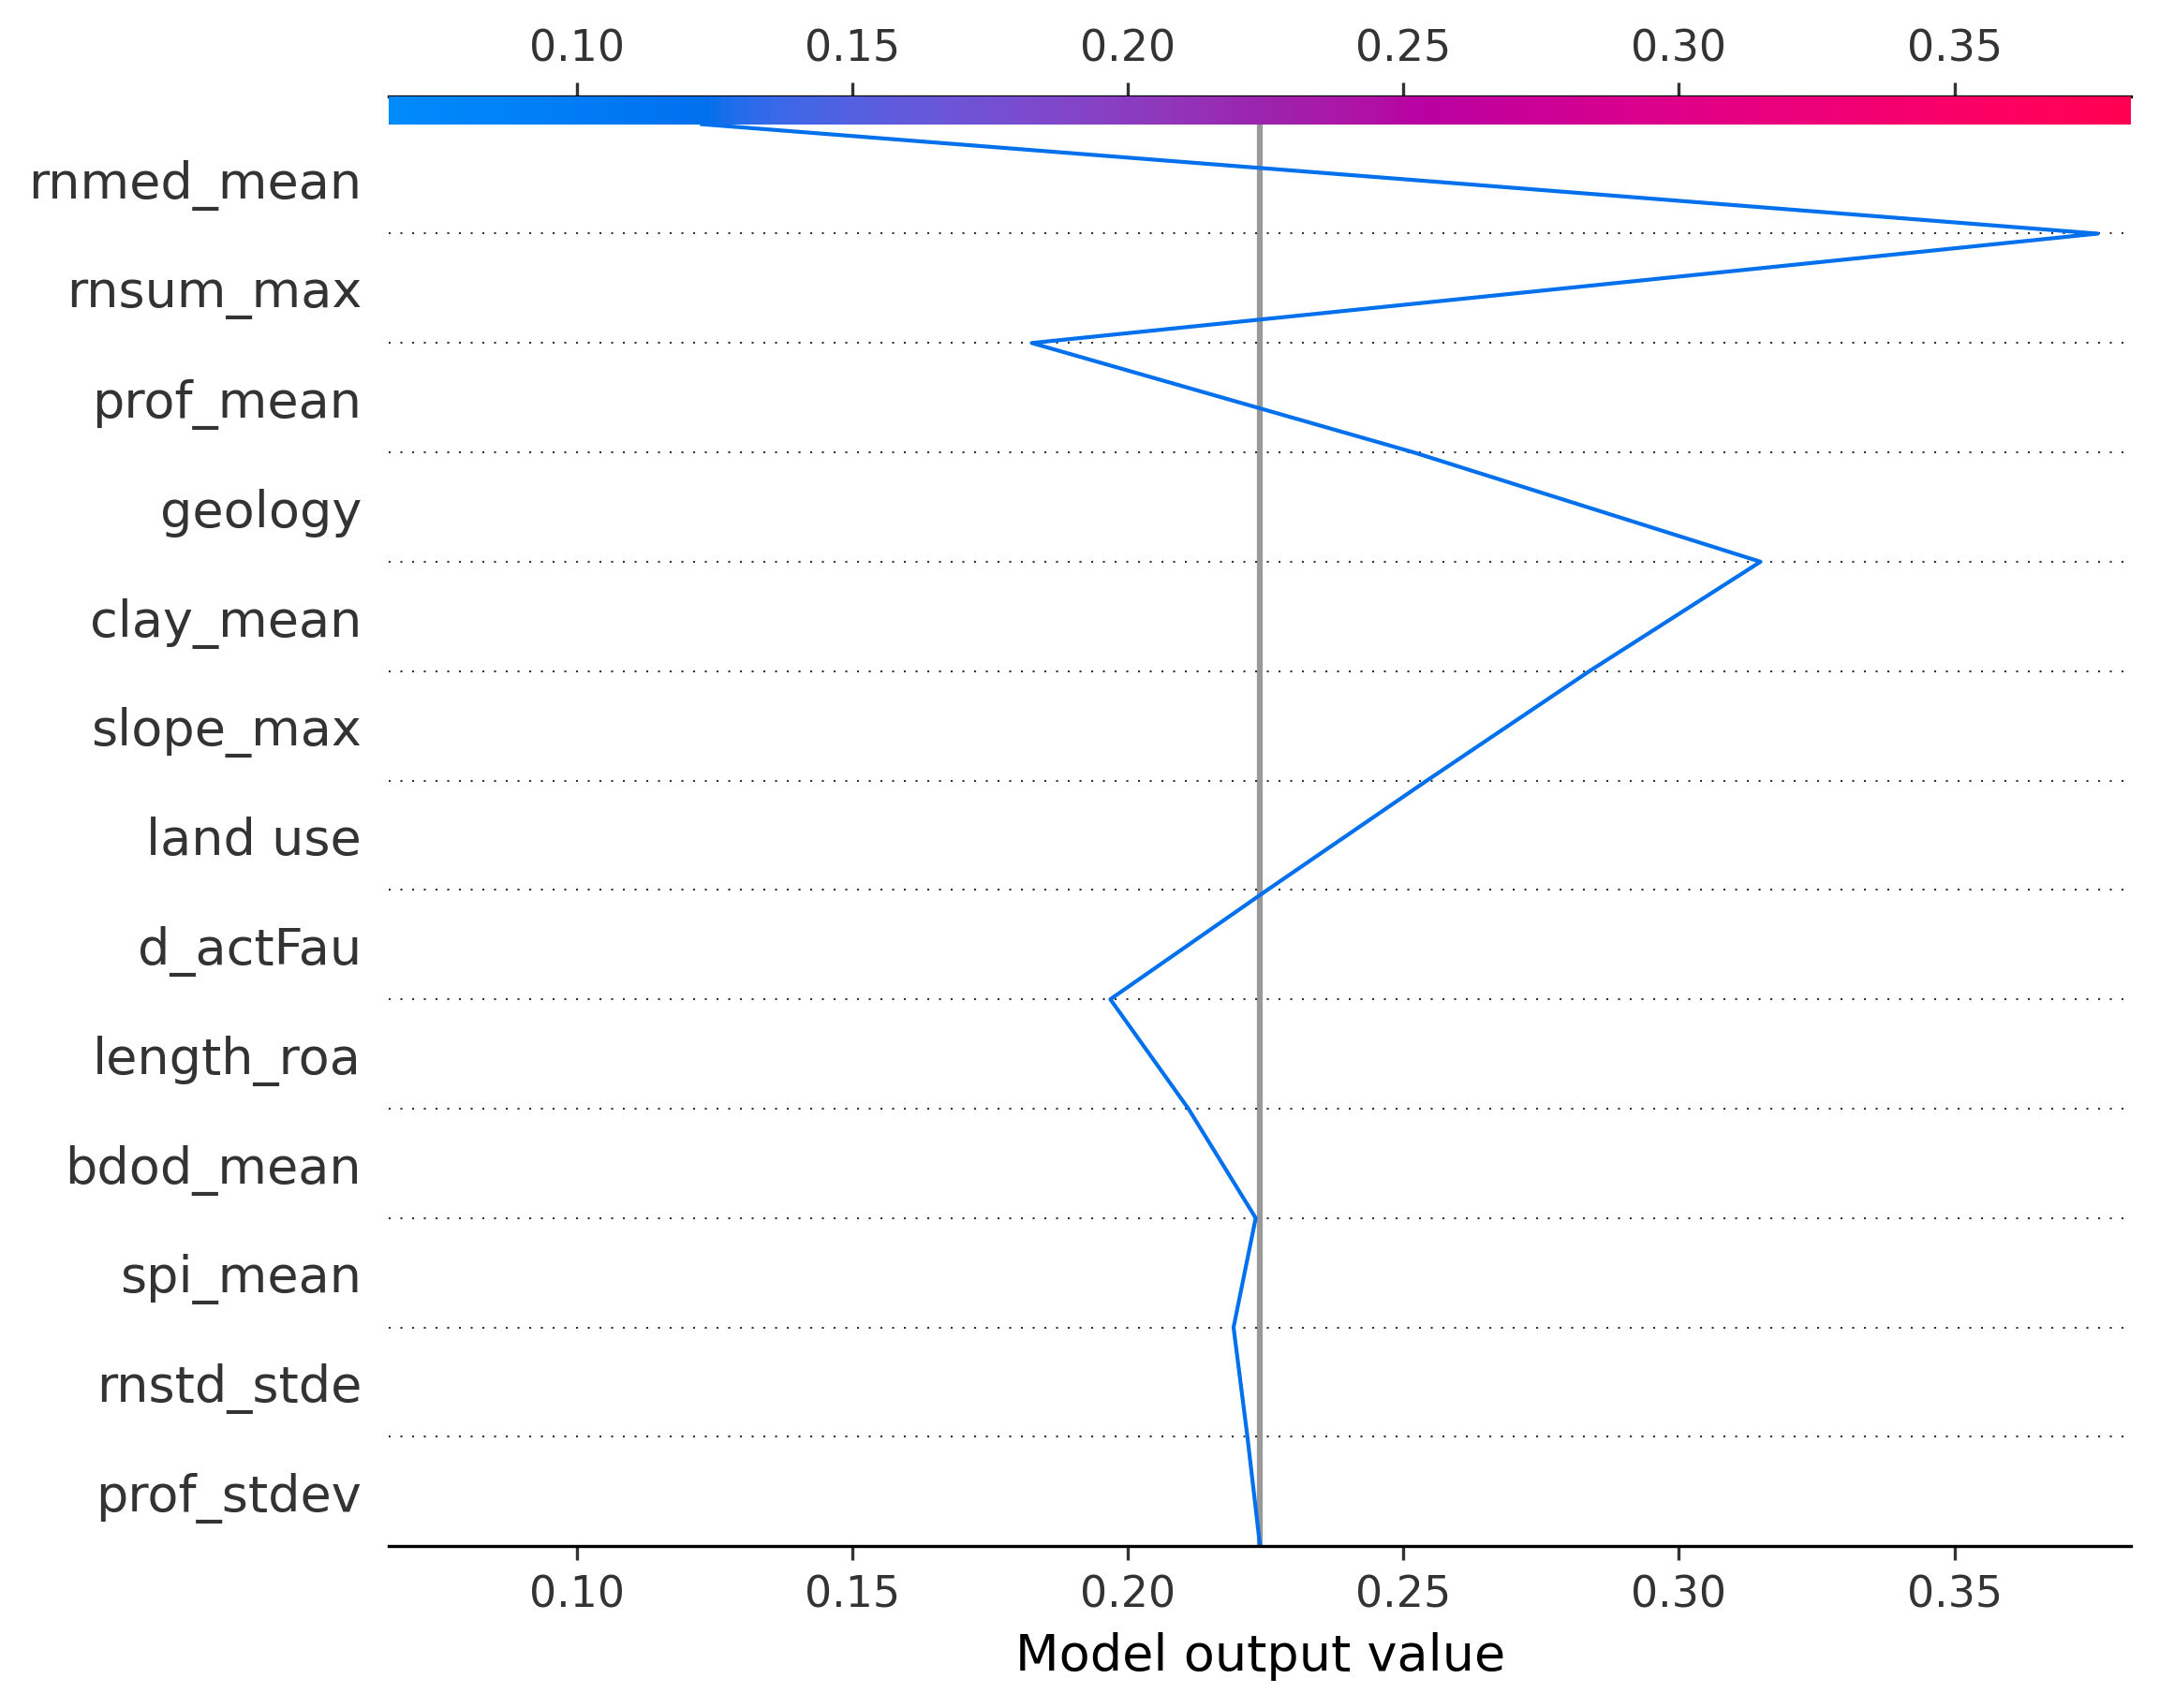 0.10 0.15 0.20 0.25 0.30 0.35
rnmed_mean
rnsum_max
prof_mean
geology
clay_mean
slope_max
land use
d_actFau
length_roa
bdod_mean
spi_mean
rnstd_stde
prof_stdev
0.10 0.15 0.20 0.25 0.30 0.35
Model output value